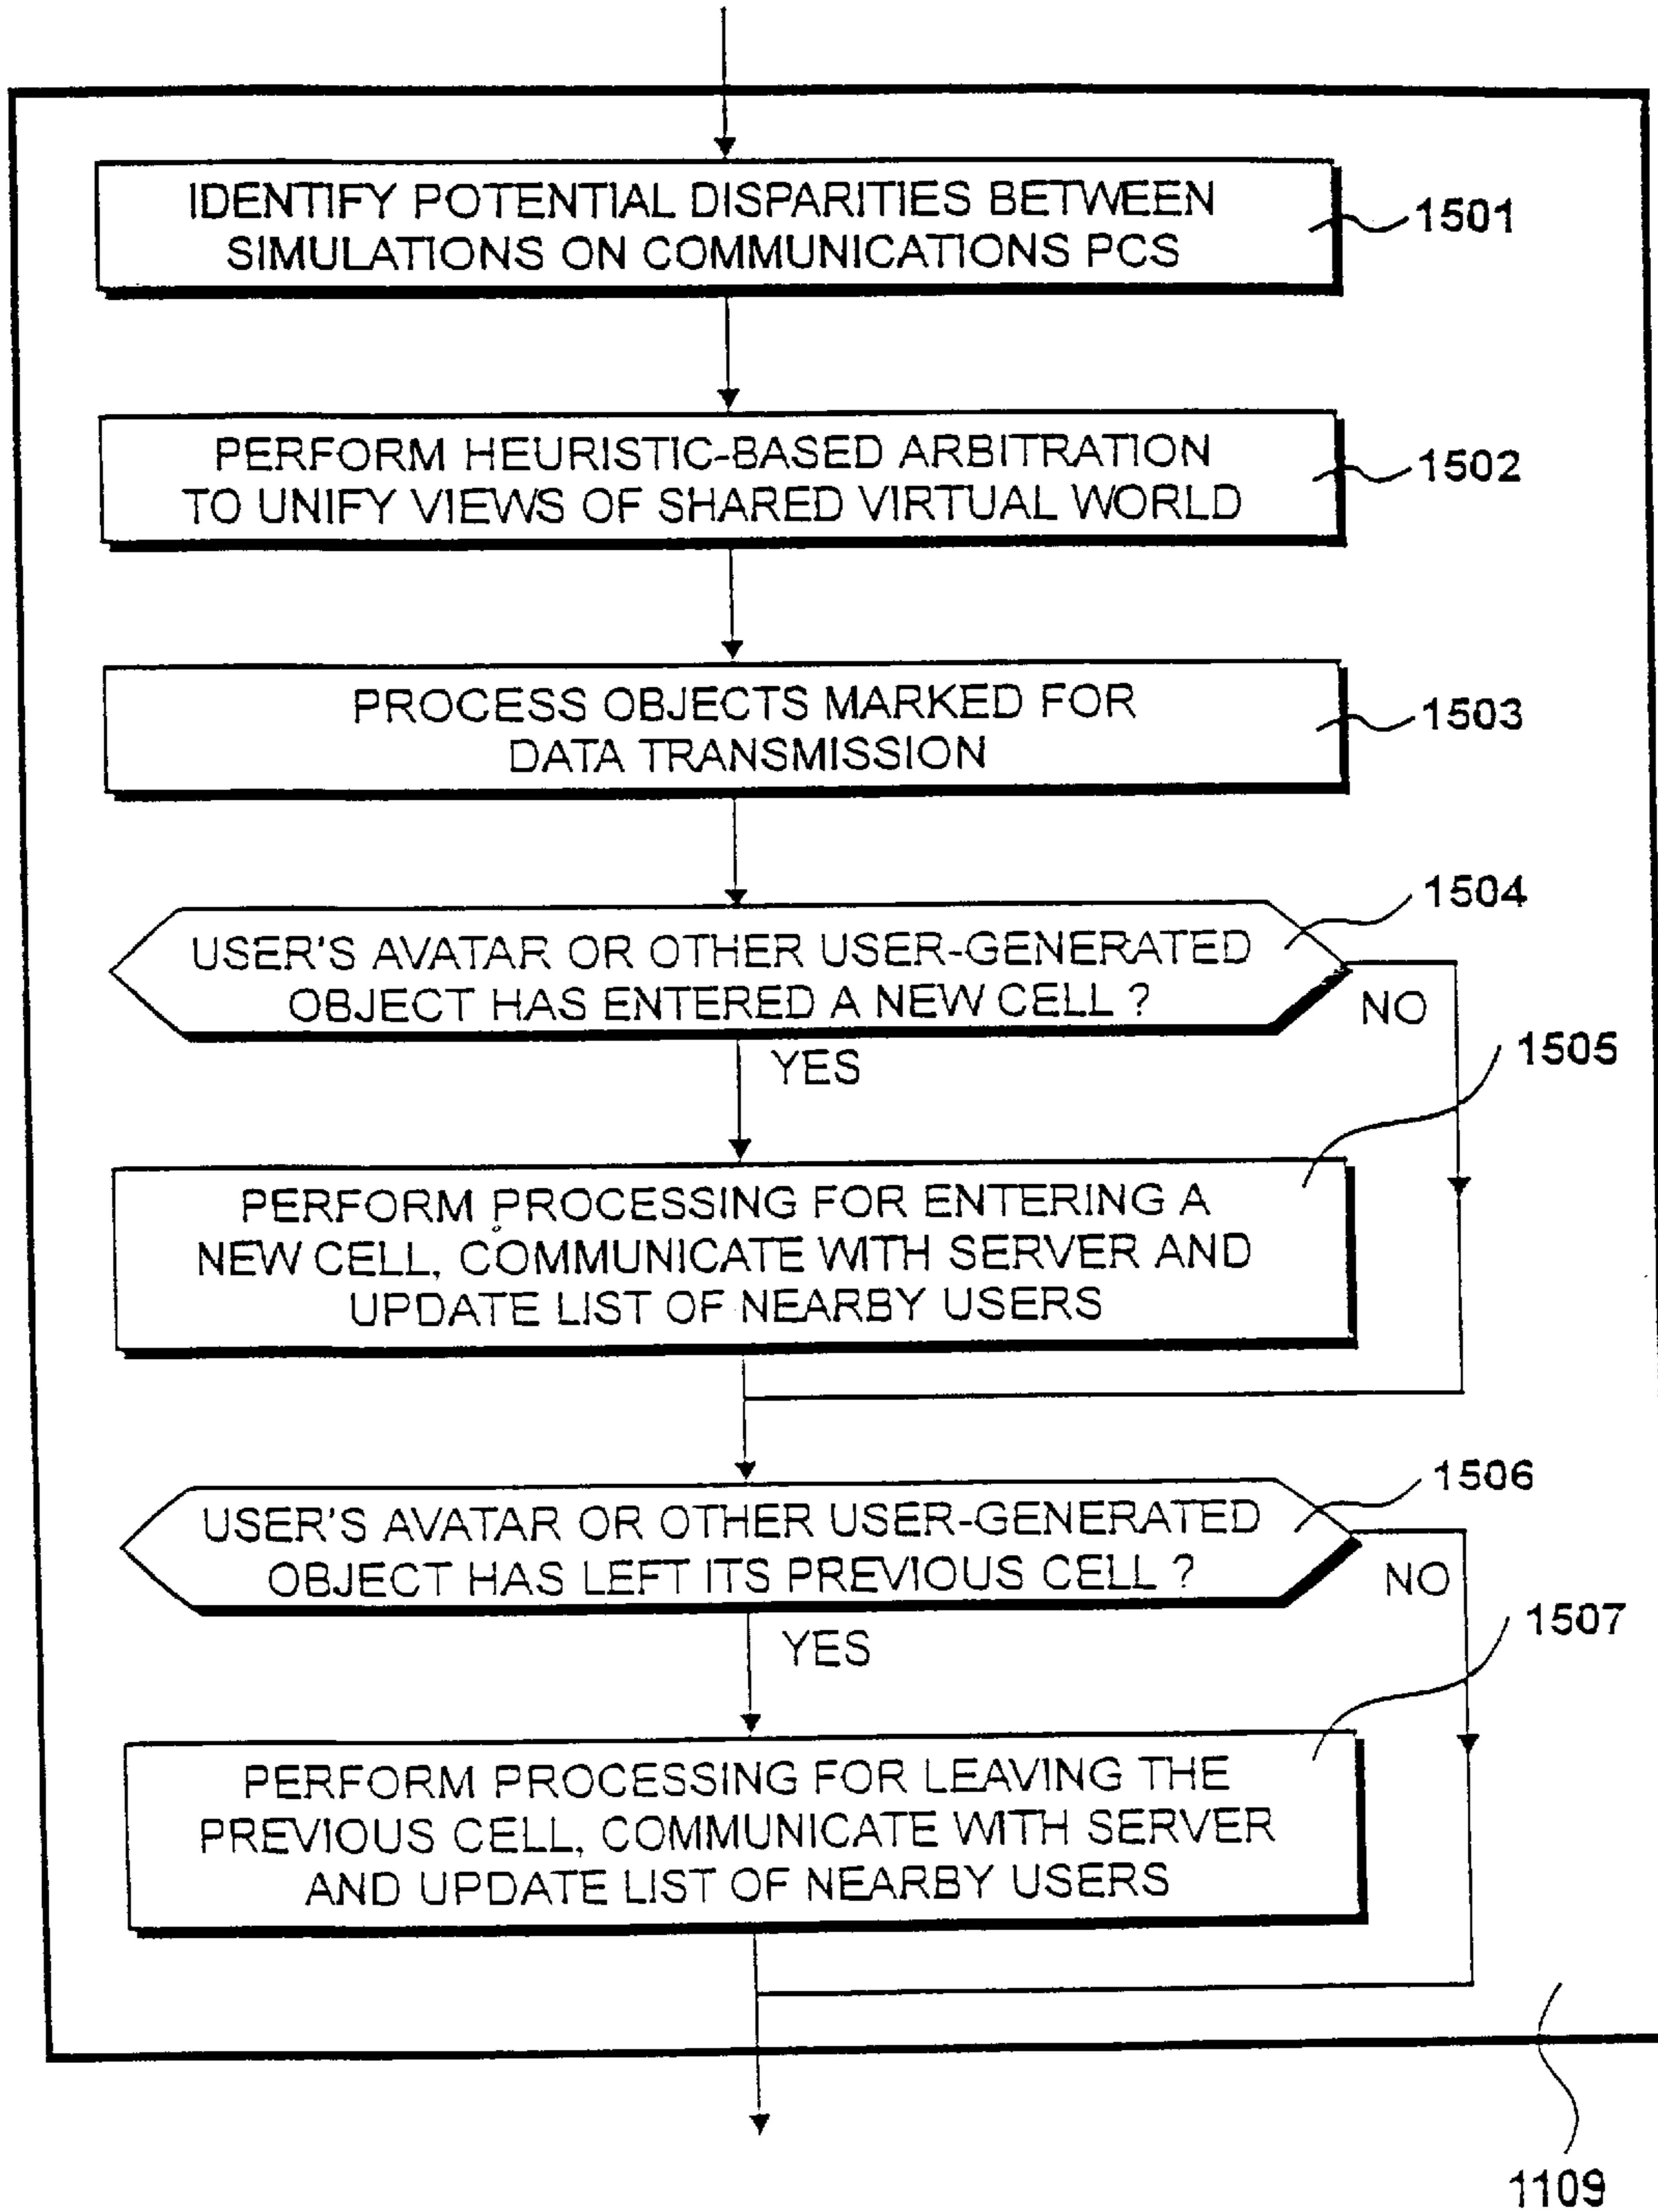 IDENTIFY POTENTIAL DISPARITIES BETWEEN
SIMULATIONS ON COMMUNICATIONS PCS
1501
PERFORM HEURISTIC-BASED ARBITRATION
TO UNIFY VIEWS OF SHARED VIRTUAL WORLD
1502
PROCESS OBJECTS MARKED FOR
DATA TRANSMISSION
1503
1504
USER'S AVATAR OR OTHER USER-GENERATED
OBJECT HAS ENTERED A NEW CELL ?
NO
YES
1505
PERFORM PROCESSING FOR ENTERING A
NEW CELL, COMMUNICATE WITH SERVER AND
UPDATE LIST OF NEARBY USERS
1506
USER'S AVATAR OR OTHER USER-GENERATED
OBJECT HAS LEFT ITS PREVIOUS CELL ?
NO
YES
1507
PERFORM PROCESSING FOR LEAVING THE
PREVIOUS CELL, COMMUNICATE WITH SERVER
AND UPDATE LIST OF NEARBY USERS
1109